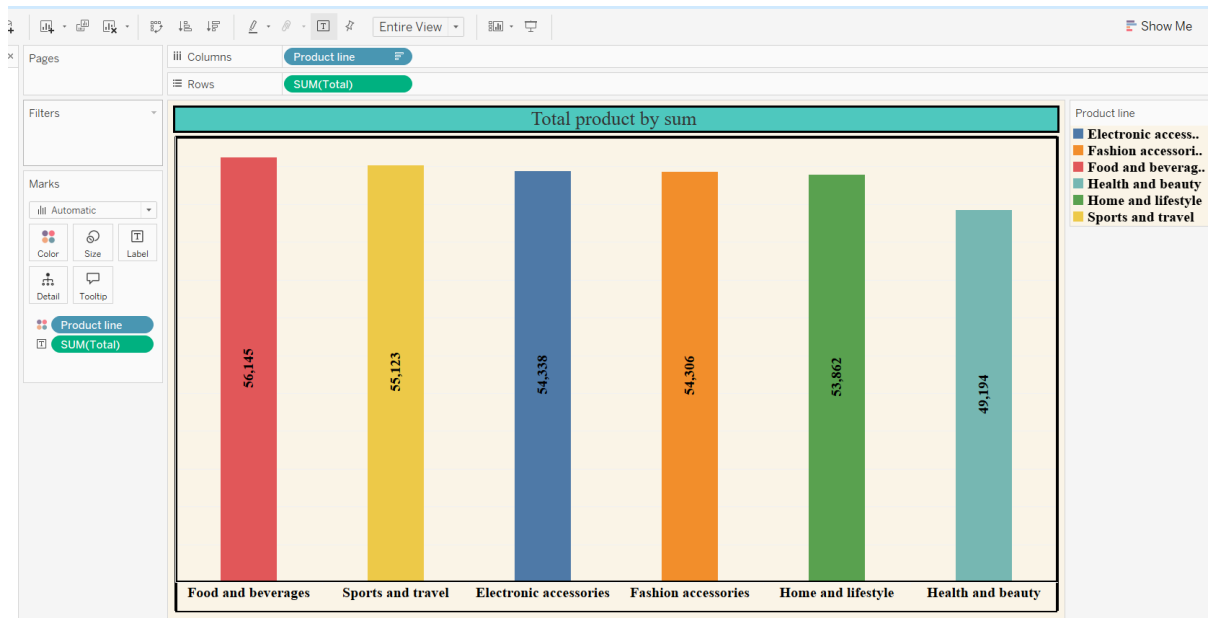 Entire View
Show Me
Pages
Columns
Product line
Rows
SUM(Total)
Filters
Marks
Automatic
Color
Size
Label
Detail
Tooltip
Product line
SUM(Total)
Total product by sum
56,145
55,123
54,338
54,306
53,862
49,194
Food and beverages
Sports and travel
Electronic accessories
Fashion accessories
Home and lifestyle
Health and beauty
Product line
Electronic access..
Fashion accessori..
Food and beverag..
Health and beauty
Home and lifestyle
Sports and travel